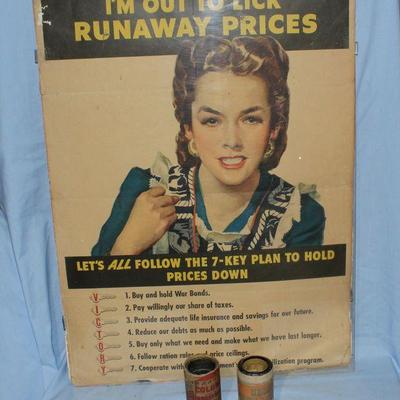 I'M OUT TO LICK
RUNAWAY PRICES
LET'S ALL FOLLOW THE 7-KEY PLAN TO HOLD
PRICES DOWN
V 1. Buy and hold War Bonds.
I 2. Pay willingly our share of taxes.
C 3. Provide adequate life insurance and savings for our future.
T 4. Reduce our debts as much as possible.
O 5. Buy only what we need and make what we have last longer.
R 6. Follow ration rules and price ceilings.
Y 7. Cooperate with ment s lization program.